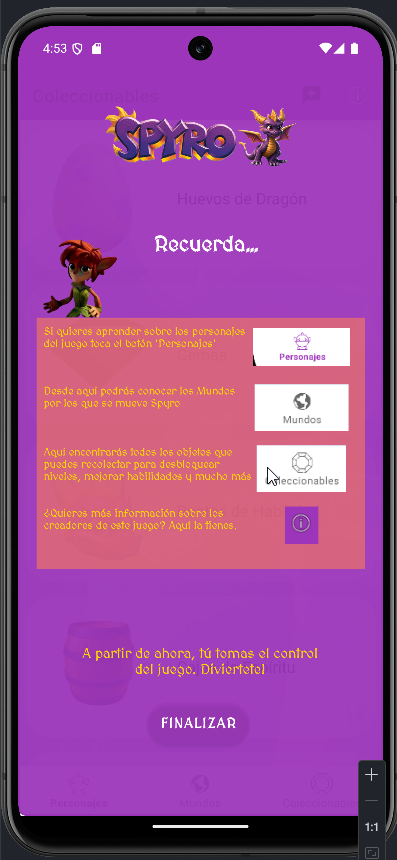 4:53
Coleccionables
SPYRO
Huevos de Dragón
Recuerda...
Si quieres aprender sobre los personajes
del juego toca el botón 'Personajes'
Personajes
Desde aquí podrás conocer los Mundos
por los que se mueve Spyro
Mundos
Aquí encontrarás todos los objetos que
puedes recolectar para desbloquear
niveles, mejorar habilidades y mucho más
leccionables
¿Quieres más información sobre los
creadores de este juego? Aquí la tienes.
A partir de ahora, tú tomas el control
del juego. Diviertete!
FINALIZAR
Personajes
Mundos
Coleccionables
1:1